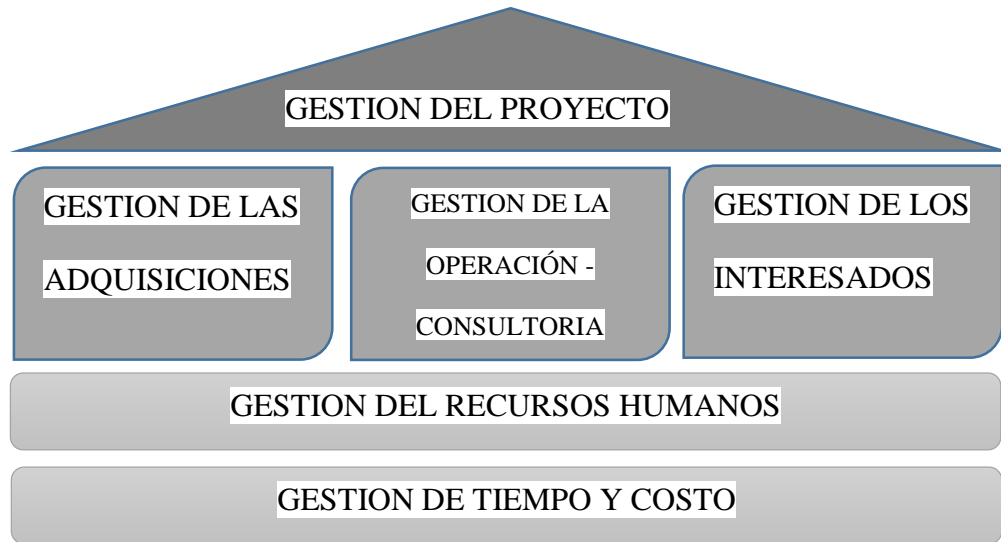 GESTION DEL PROYECTO
GESTION DE LAS
ADQUISICIONES
GESTION DE LA
OPERACIÓN -
CONSULTORIA
GESTION DE LOS
INTERESADOS
GESTION DEL RECURSOS HUMANOS
GESTION DE TIEMPO Y COSTO